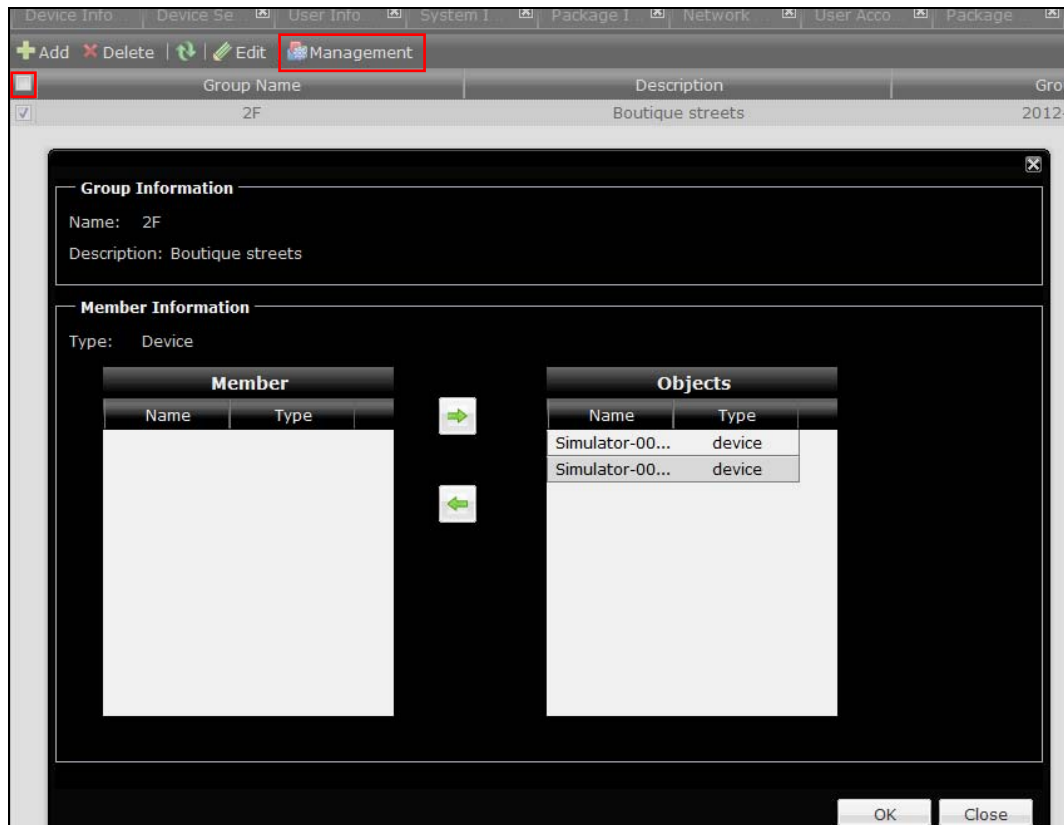 Device Info Device Se User Info System I Package I Network User Acco Package
Add Delete Edit Management
Group Name Description Gro
2F Boutique streets 2012-
Group Information
Name: 2F
Description: Boutique streets
Member Information
Type: Device
Member Objects
Name Type Name Type
Simulator-00... device
Simulator-00... device
OK Close